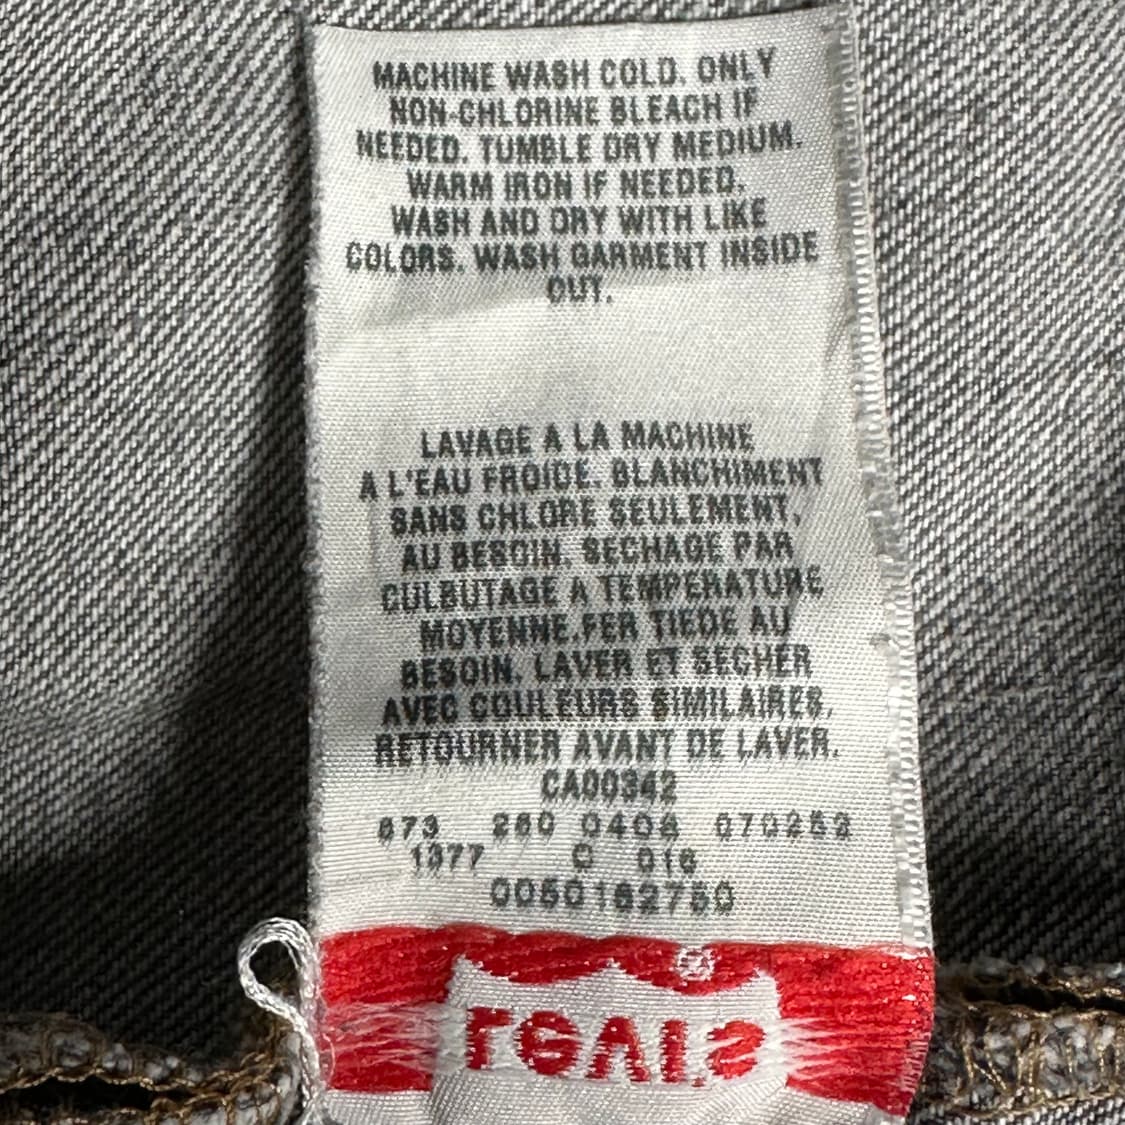 MACHINE WASH COLD. ONLY
NON-CHLORINE BLEACH IF
NEEDED. TUMBLE DRY MEDIUM.
WARM IRON IF NEEDED.
WASH AND DRY WITH LIKE
COLORS. WASH GARMENT INSIDE
OUT.
LAVAGE A LA MACHINE
A L'EAU FROIDE. BLANCHIMENT
SANS CHLORE SEULEMENT,
AU BESOIN. SECHAGE PAR
CULBUTAGE A TEMPERATURE
MOYENNE.FER TIEDE AU
BESOIN. LAVER ET SECHER
AVEC COULEURS SIMILAIRES,
RETOURNER AVANT DE LAVER.
CA00342
C 016
LEVI'S ®